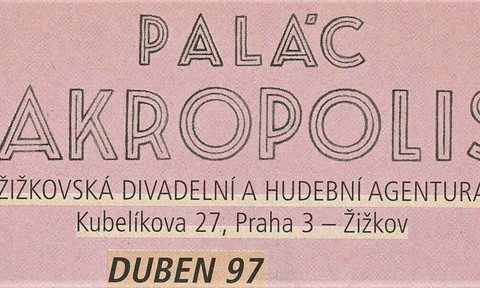 PALÁC
AKROPOLIS
ŽIŽKOVSKÁ DIVADELNÍ A HUDEBNÍ AGENTURA
Kubelíkova 27, Praha 3 – Žižkov
DUBEN 97